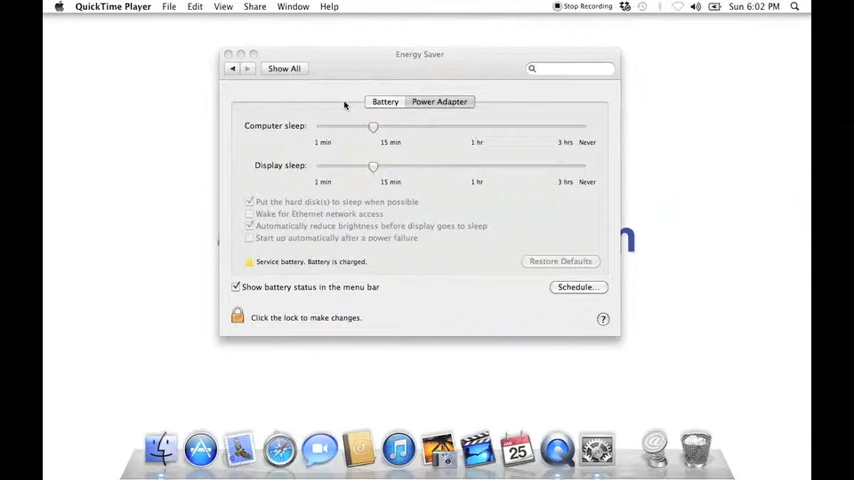 QuickTime Player File Edit View Share Window Help Stop Recording Sun 6:02 PM
Energy Saver
Show All
Battery Power Adapter
Computer sleep:
1 min 15 min 1 hr 3 hrs Never
Display sleep:
1 min 15 min 1 hr 3 hrs Never
Put the hard disk(s) to sleep when possible
Wake for Ethernet network access
Automatically reduce brightness before display goes to sleep
Start up automatically after a power failure
n
Service battery. Battery is charged. Restore Defaults
Show battery status in the menu bar Schedule...
Click the lock to make changes. ?
JAN
25